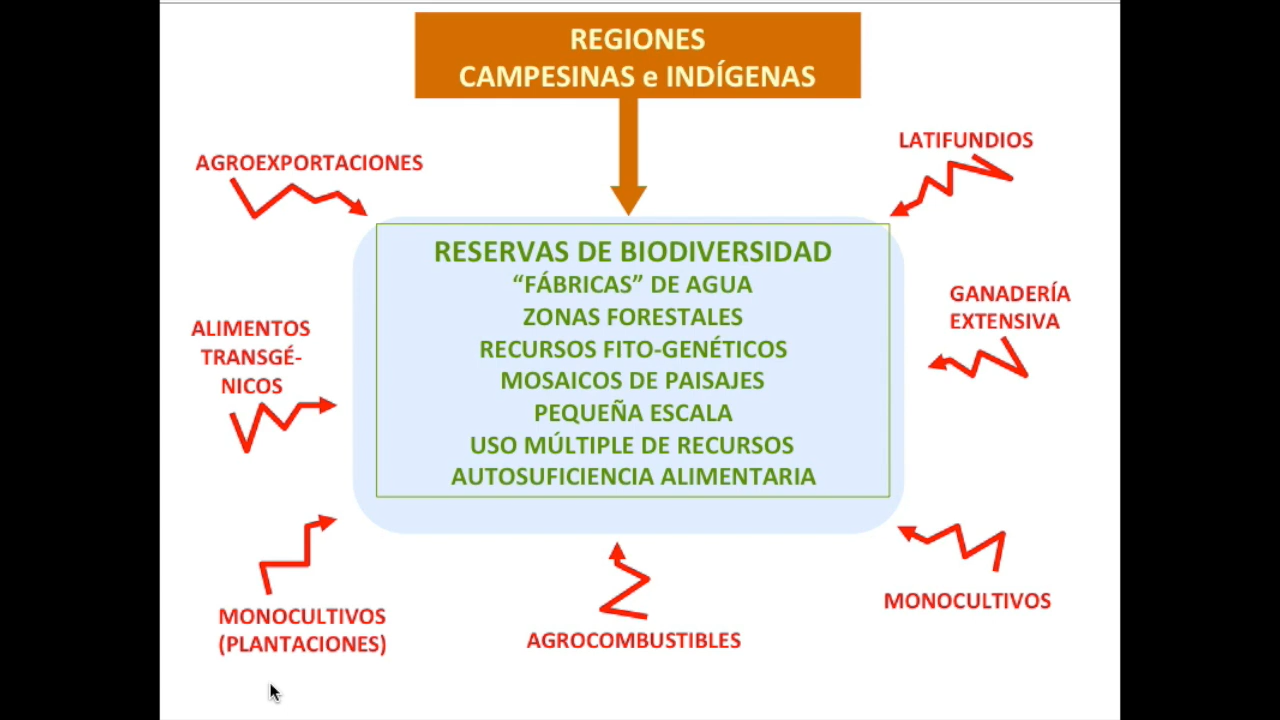 REGIONES
CAMPESINAS e INDÍGENAS
AGROEXPORTACIONES
LATIFUNDIOS
RESERVAS DE BIODIVERSIDAD
“FÁBRICAS” DE AGUA
ZONAS FORESTALES
RECURSOS FITO-GENÉTICOS
MOSAICOS DE PAISAJES
PEQUEÑA ESCALA
USO MÚLTIPLE DE RECURSOS
AUTOSUFICIENCIA ALIMENTARIA
GANADERÍA
EXTENSIVA
ALIMENTOS
TRANSGÉ-
NICOS
MONOCULTIVOS
(PLANTACIONES)
AGROCOMBUSTIBLES
MONOCULTIVOS